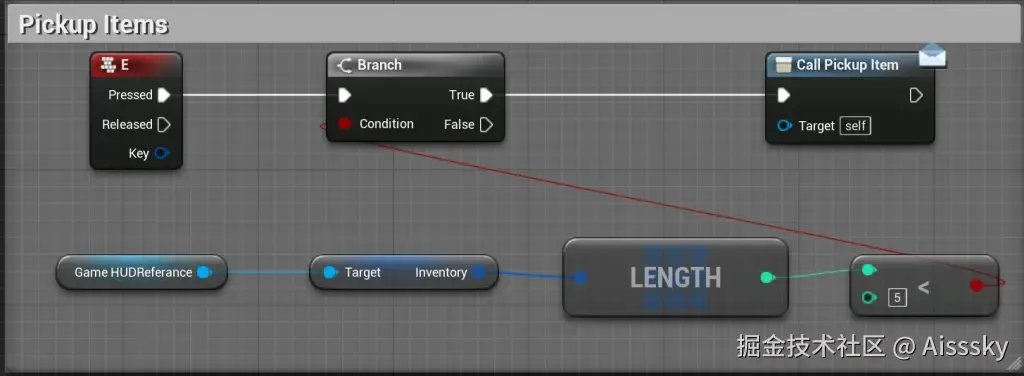 Pickup Items
E
Pressed
Released
Key
Branch
True
Condition
False
Call Pickup Item
Target self
Game HUDReferance
Target Inventory
LENGTH
5 <
掘金技术社区 @ Aisssky